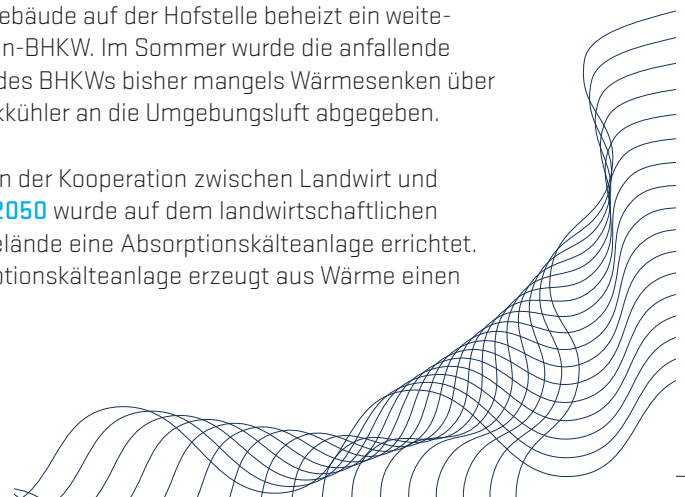 ebäude auf der Hofstelle beheizt ein weite-
n-BHKW. Im Sommer wurde die anfallende
des BHKWs bisher mangels Wärmesenken über
kkühler an die Umgebungsluft abgegeben.
n der Kooperation zwischen Landwirt und
2050 wurde auf dem landwirtschaftlichen
elände eine Absorptionskälteanlage errichtet.
ptionskälteanlage erzeugt aus Wärme einen